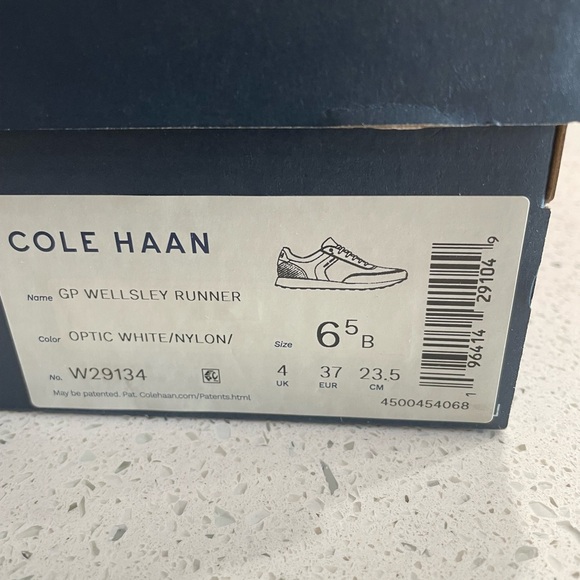 COLE HAAN
Name GP WELLSLEY RUNNER
Color OPTIC WHITE/NYLON/
No. W29134
May be patented. Pat. Colehaan.com/Patents.html
Size 6⁵ B
4 37 23.5
UK EUR CM
1 96414 29104 9
4500454068